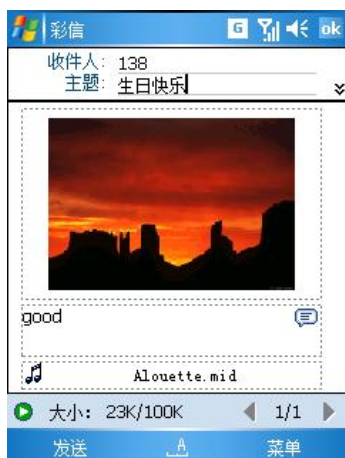 彩信 G ok
收件人: 138
主题: 生日快乐
good
Alouette.mid
大小: 23K/100K 1/1
发送 菜单